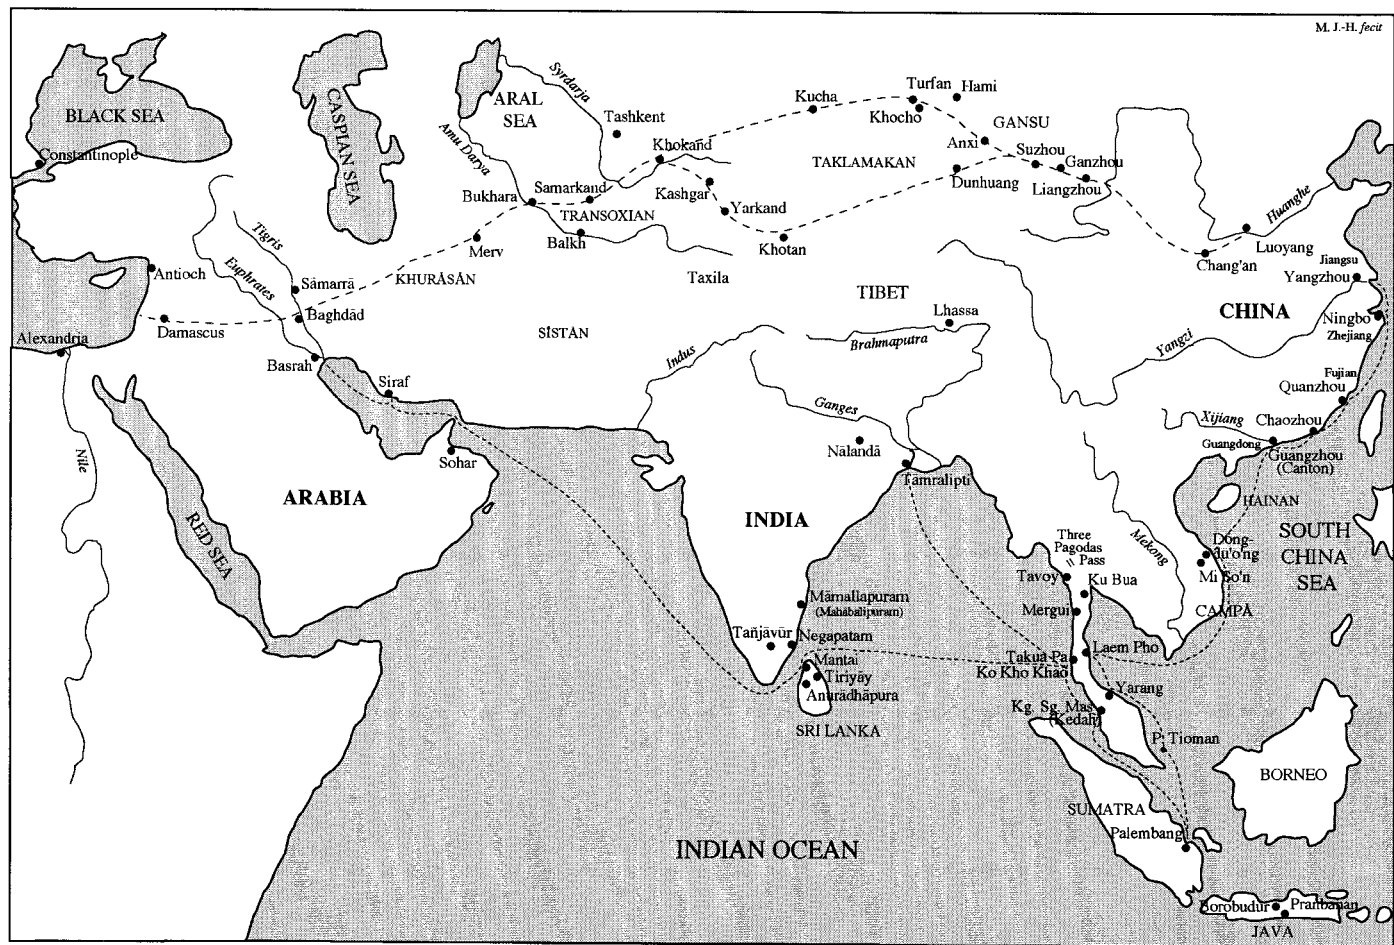 M. J.-H. fecit
BLACK SEA
CASPIAN SEA
ARAL
SEA
Syrdarja
Amu Darya
Tashkent
Khokand
Kucha
Turfan
Hami
Khocho
GANSU
Anxi
Suzhou
Ganzhou
Liangzhou
Dunhuang
TAKLAMAKAN
Constantinople
Bukhara
Samarkand
TRANSOXIAN
Balkh
Kashgar
Yarkand
Khotan
Merv
KHURĀSĀN
Taxila
TIBET
Lhassa
Huanghe
Luoyang
Chang'an
Jiangsu
Yangzhou
CHINA
Ningbo
Zhejiang
Tigris
Euphrates
Antioch
Sāmarrā
Baghdād
Damascus
Alexandria
SĪSTĀN
Basrah
Siraf
Indus
Brahmaputra
Yangzi
Fujian
Quanzhou
Nile
Sohar
Ganges
Nālandā
Tāmralipti
Xijiang
Chaozhou
Guangdong
Guangzhou
(Canton)
HAINAN
ARABIA
RED SEA
INDIA
Mekong
SOUTH
CHINA
SEA
Three
Pagodas
Pass
Dong-
du'o'ng
Mi So'n
Tavoy
Ku Bua
Mergui
CAMPĀ
Māmallapuram
(Mahābalipuram)
Tañjāvūr
Negapatam
Mantai
Tiriyāy
Anurādhāpura
SRI LANKA
Laem Pho
Takua Pa
Ko Kho Khao
Yarang
Kg. Sg. Mas
(Kedah)
P. Tioman
BORNEO
SUMATRA
Palembang
INDIAN OCEAN
Borobudur
Prambanan
JAVA